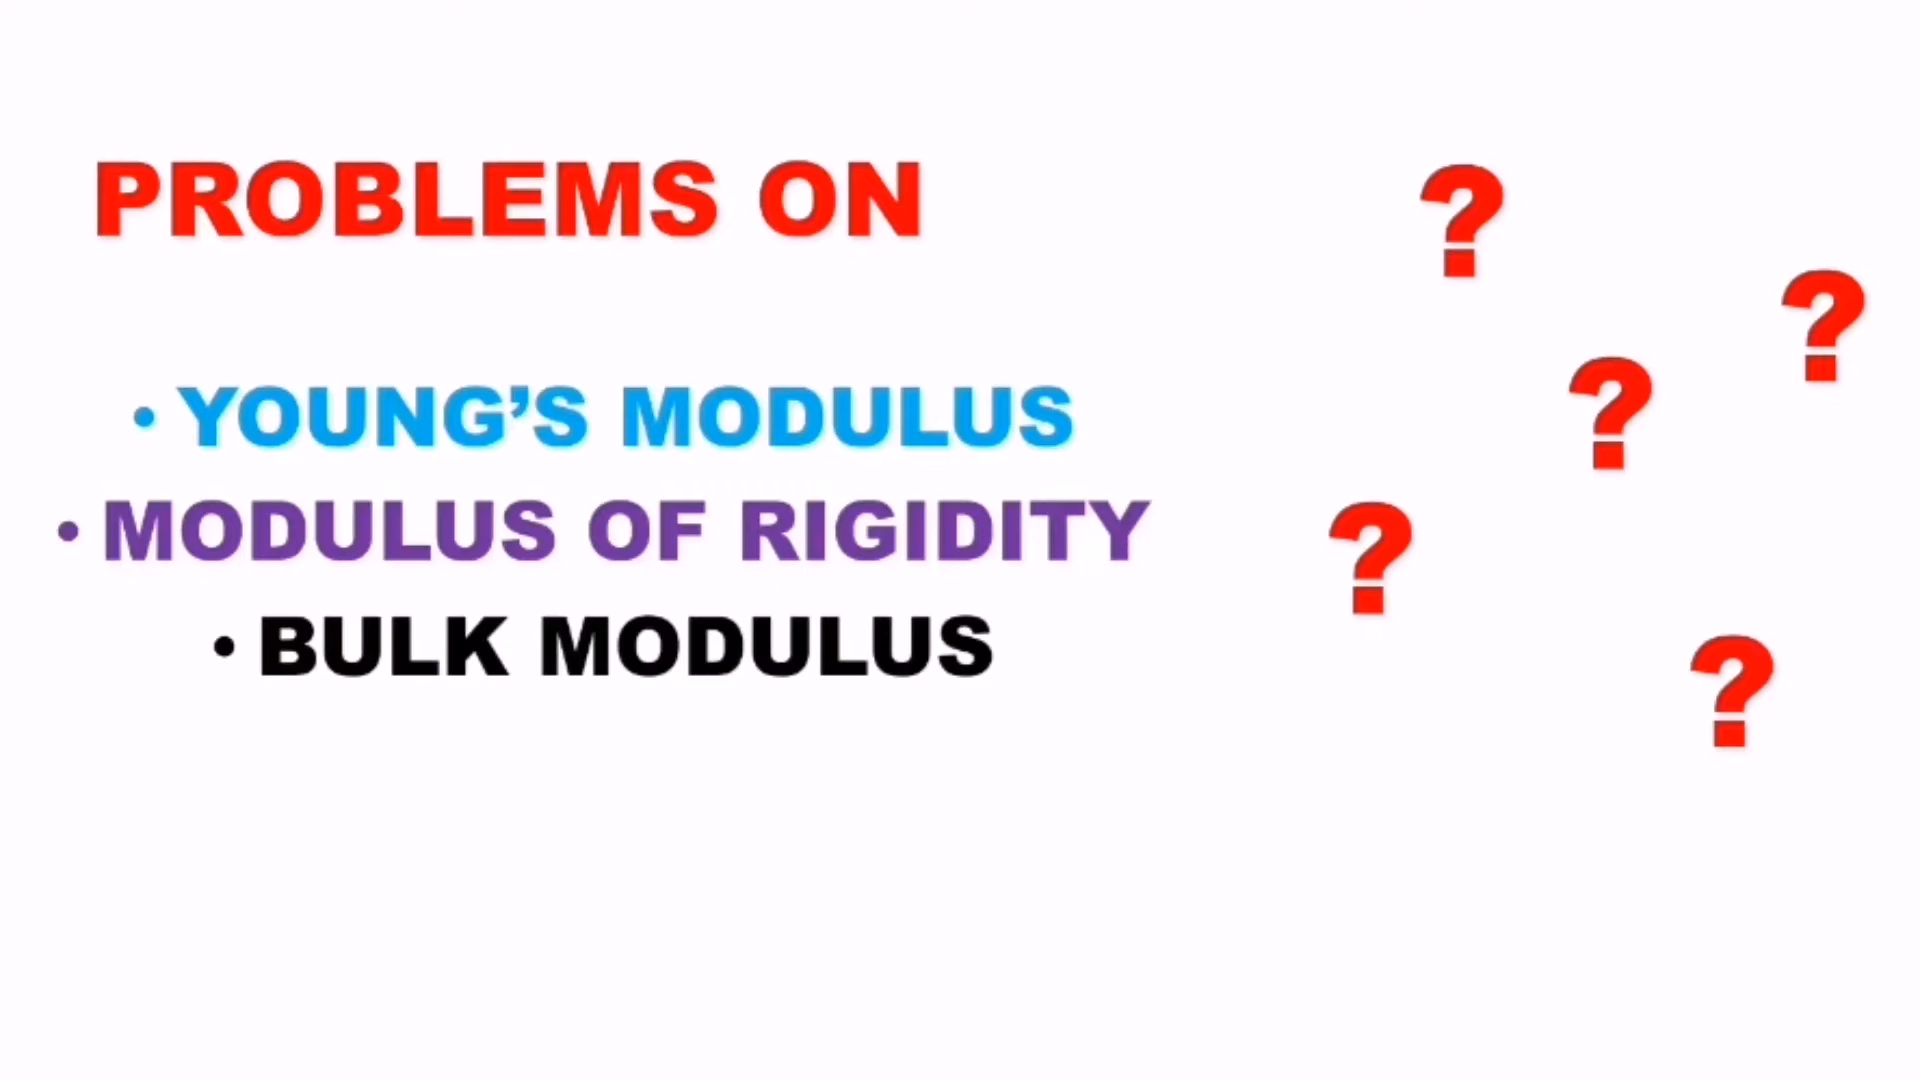 PROBLEMS ON
?
?
• YOUNG’S MODULUS
?
• MODULUS OF RIGIDITY
?
• BULK MODULUS
?